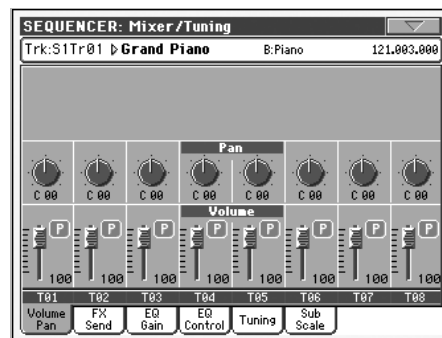 SEQUENCER: Mixer/Tuning
Trk:S1Tr01 Grand Piano B:Piano 121.003.000
Pan
C 00 C 00 C 00 C 00 C 00 C 00 C 00 C 00
Volume
P P P P P P P P
100 100 100 100 100 100 100 100
T01 T02 T03 T04 T05 T06 T07 T08
Volume Pan FX Send EQ Gain EQ Control Tuning Sub Scale